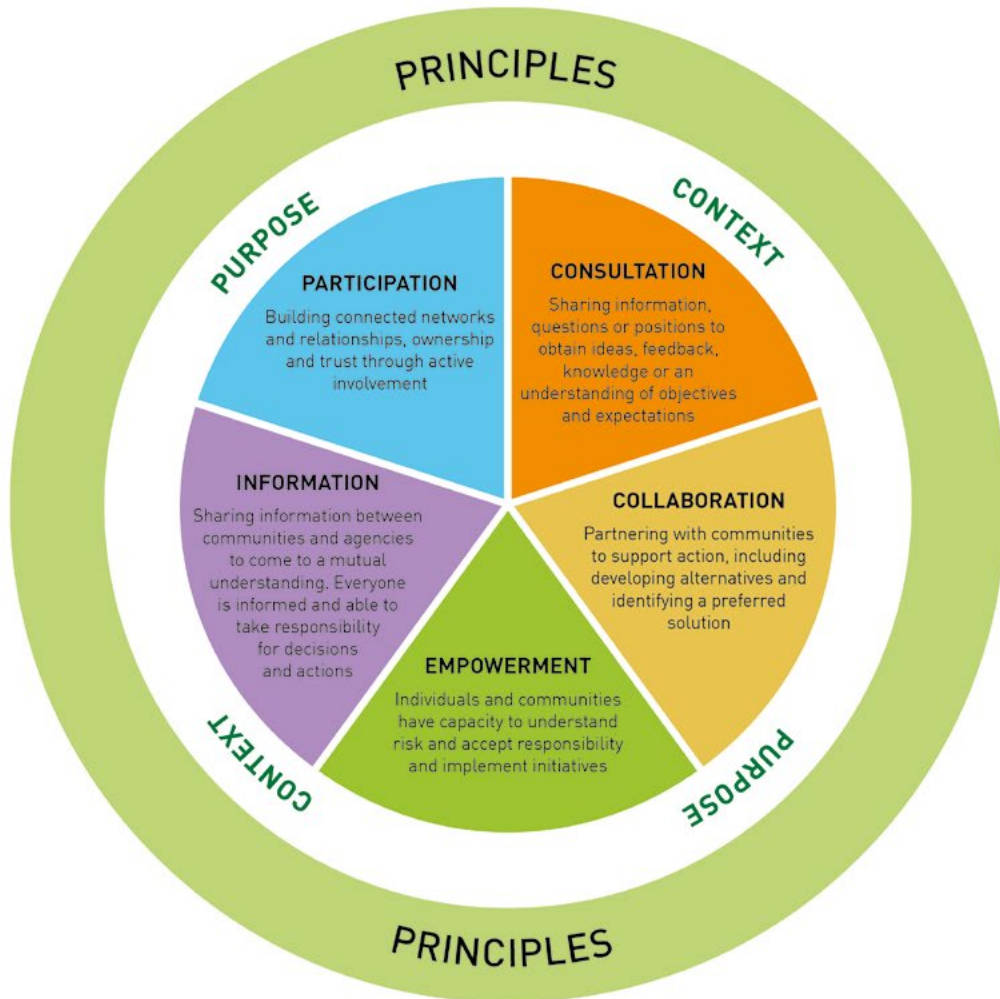 PRINCIPLES
PURPOSE
CONTEXT
PARTICIPATION
Building connected networks
and relationships, ownership
and trust through active
involvement
CONSULTATION
Sharing information,
questions or positions to
obtain ideas, feedback,
knowledge or an
understanding of objectives
and expectations
INFORMATION
Sharing information between
communities and agencies
to come to a mutual
understanding. Everyone
is informed and able to
take responsibility
for decisions
and actions
COLLABORATION
Partnering with communities
to support action, including
developing alternatives and
identifying a preferred
solution
EMPOWERMENT
Individuals and communities
have capacity to understand
risk and accept responsibility
and implement initiatives
CONTEXT
PURPOSE
PRINCIPLES